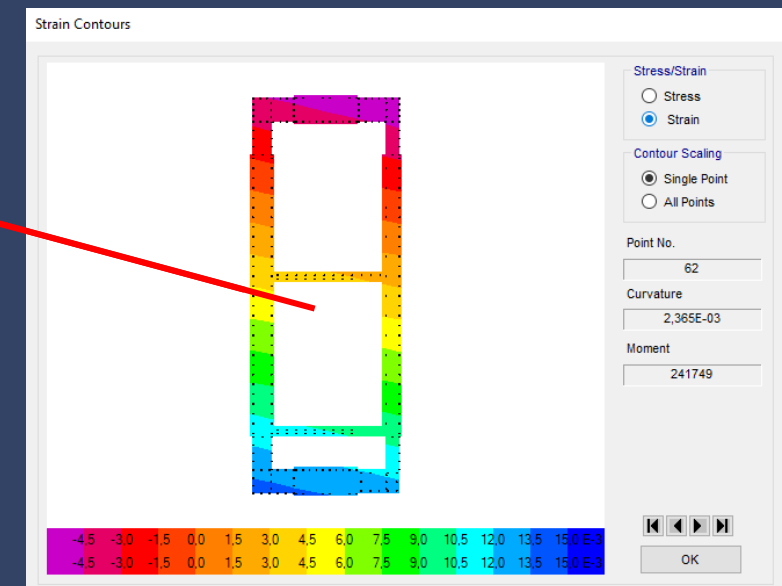 Strain Contours
Stress/Strain
Stress
Strain
Contour Scaling
Single Point
All Points
Point No.
62
Curvature
2,365E-03
Moment
241749
OK
-4,5 -3,0 -1,5 0,0 1,5 3,0 4,5 6,0 7,5 9,0 10,5 12,0 13,5 15,0 E-3
-4,5 -3,0 -1,5 0,0 1,5 3,0 4,5 6,0 7,5 9,0 10,5 12,0 13,5 15,0 E-3